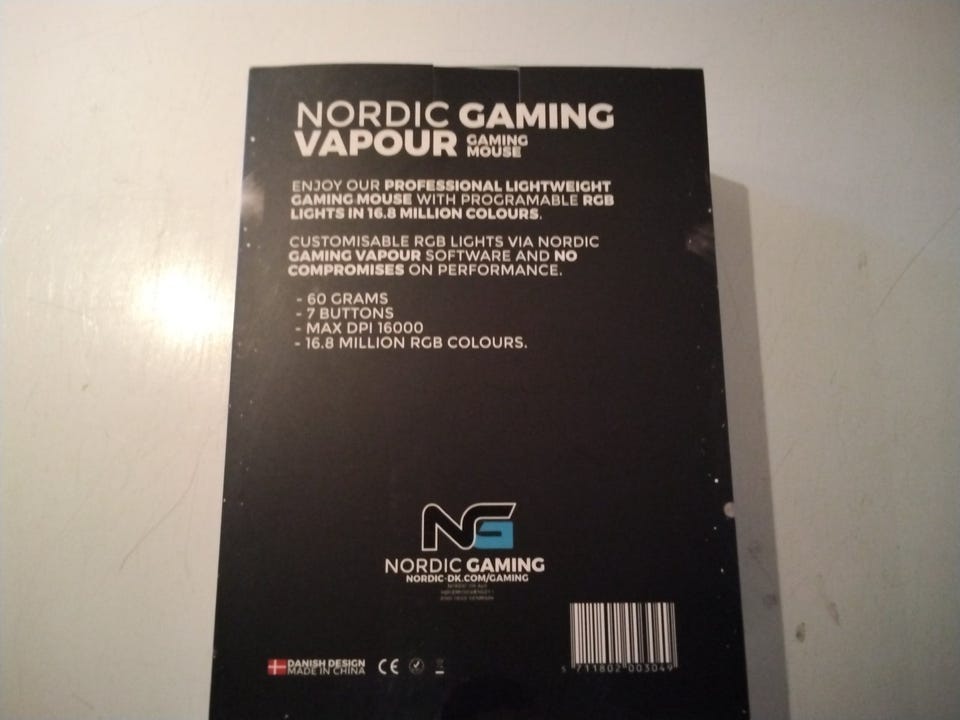 NORDIC GAMING
VAPOUR GAMING MOUSE
ENJOY OUR PROFESSIONAL LIGHTWEIGHT
GAMING MOUSE WITH PROGRAMABLE RGB
LIGHTS IN 16.8 MILLION COLOURS.
CUSTOMISABLE RGB LIGHTS VIA NORDIC
GAMING VAPOUR SOFTWARE AND NO
COMPROMISES ON PERFORMANCE.
- 60 GRAMS
- 7 BUTTONS
- MAX DPI 16000
- 16.8 MILLION RGB COLOURS.
NG
NORDIC GAMING
NORDIC-DK.COM/GAMING
DANISH DESIGN
MADE IN CHINA
CE
5 711802 003049